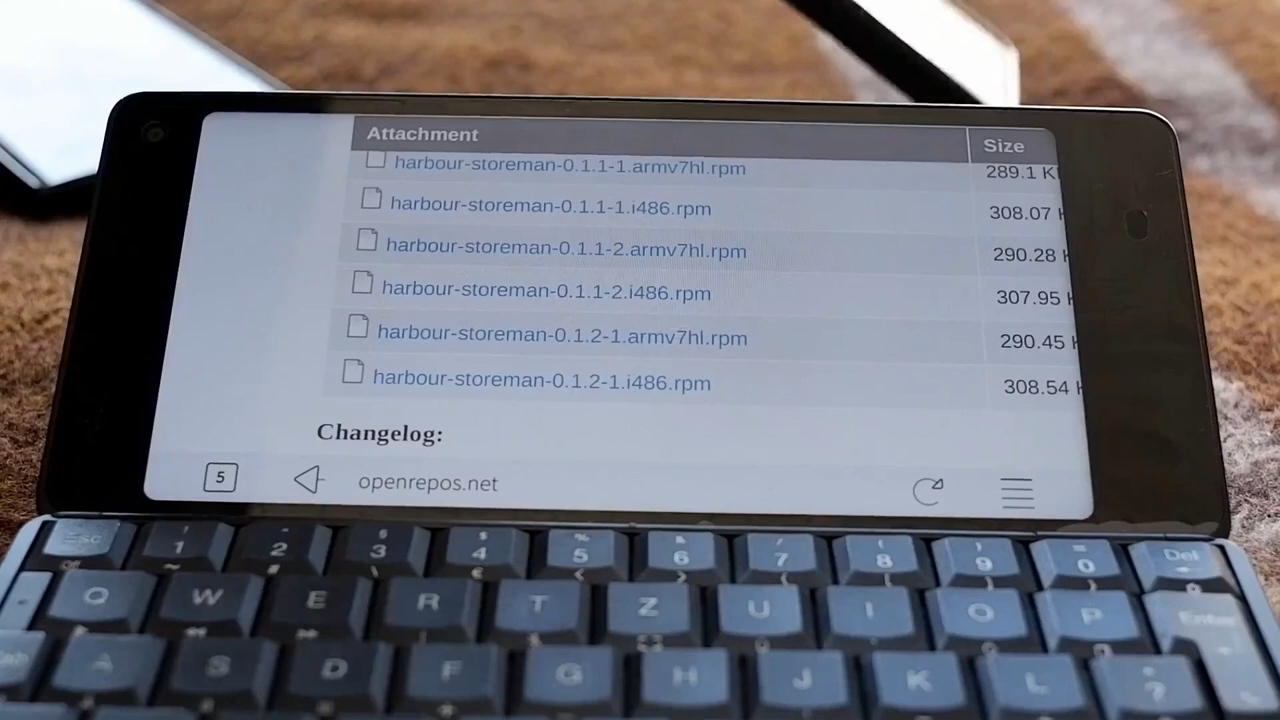 Attachment Size
harbour-storeman-0.1.1-1.armv7hl.rpm 289.1
harbour-storeman-0.1.1-1.i486.rpm 308.07
harbour-storeman-0.1.1-2.armv7hl.rpm 290.28
harbour-storeman-0.1.1-2.i486.rpm 307.95
harbour-storeman-0.1.2-1.armv7hl.rpm 290.45
harbour-storeman-0.1.2-1.i486.rpm 308.54
Changelog:
5 openrepos.net
Esc 1 2 3 4 5 6 7 8 9 0 Del
Q W E R T Z U I O P Enter
A S D F G H J K L ?